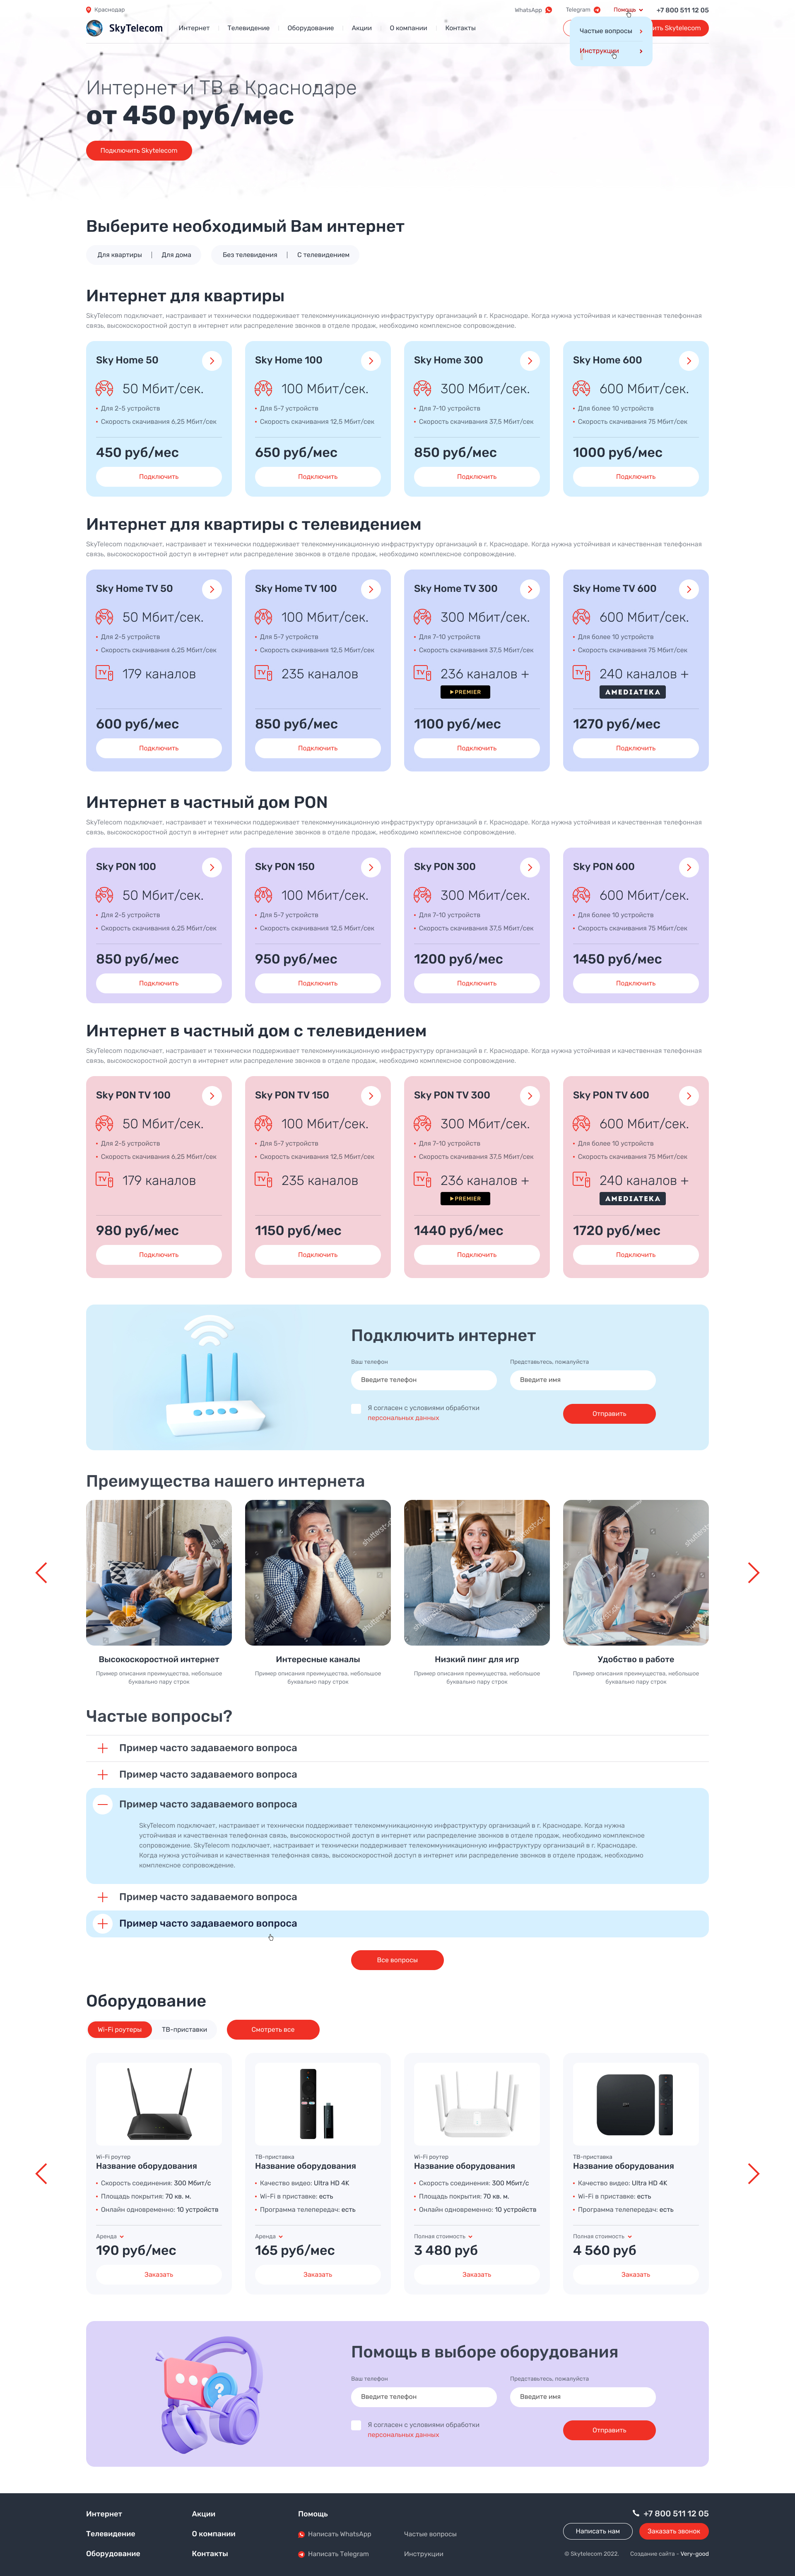 Краснодар
WhatsApp
Telegram
Помощь
+7 800 511 12 05
SkyTelecom
Интернет
Телевидение
Оборудование
Акции
О компании
Контакты
Skytelecom
Частые вопросы
Инструкции
Интернет и ТВ в Краснодаре
от 450 руб/мес
Подключить Skytelecom
Выберите необходимый Вам интернет
Для квартиры | Для дома
Без телевидения | С телевидением
Интернет для квартиры
SkyTelecom подключает, настраивает и технически поддерживает телекоммуникационную инфраструктуру организаций в г. Краснодаре. Когда нужна устойчивая и качественная телефонная
связь, высокоскоростной доступ в интернет или распределение звонков в отделе продаж, необходимо комплексное сопровождение.
Sky Home 50
50 Мбит/сек.
Для 2-5 устройств
Скорость скачивания 6,25 Мбит/сек
450 руб/мес
Подключить
Sky Home 100
100 Мбит/сек.
Для 5-7 устройств
Скорость скачивания 12,5 Мбит/сек
650 руб/мес
Подключить
Sky Home 300
300 Мбит/сек.
Для 7-10 устройств
Скорость скачивания 37,5 Мбит/сек
850 руб/мес
Подключить
Sky Home 600
600 Мбит/сек.
Для более 10 устройств
Скорость скачивания 75 Мбит/сек
1000 руб/мес
Подключить
Интернет для квартиры с телевидением
SkyTelecom подключает, настраивает и технически поддерживает телекоммуникационную инфраструктуру организаций в г. Краснодаре. Когда нужна устойчивая и качественная телефонная
связь, высокоскоростной доступ в интернет или распределение звонков в отделе продаж, необходимо комплексное сопровождение.
Sky Home TV 50
50 Мбит/сек.
Для 2-5 устройств
Скорость скачивания 6,25 Мбит/сек
TV
179 каналов
600 руб/мес
Подключить
Sky Home TV 100
100 Мбит/сек.
Для 5-7 устройств
Скорость скачивания 12,5 Мбит/сек
TV
235 каналов
850 руб/мес
Подключить
Sky Home TV 300
300 Мбит/сек.
Для 7-10 устройств
Скорость скачивания 37,5 Мбит/сек
TV
236 каналов +
PREMIER
1100 руб/мес
Подключить
Sky Home TV 600
600 Мбит/сек.
Для более 10 устройств
Скорость скачивания 75 Мбит/сек
TV
240 каналов +
AMEDIATEKA
1270 руб/мес
Подключить
Интернет в частный дом PON
SkyTelecom подключает, настраивает и технически поддерживает телекоммуникационную инфраструктуру организаций в г. Краснодаре. Когда нужна устойчивая и качественная телефонная
связь, высокоскоростной доступ в интернет или распределение звонков в отделе продаж, необходимо комплексное сопровождение.
Sky PON 100
50 Мбит/сек.
Для 2-5 устройств
Скорость скачивания 6,25 Мбит/сек
850 руб/мес
Подключить
Sky PON 150
100 Мбит/сек.
Для 5-7 устройств
Скорость скачивания 12,5 Мбит/сек
950 руб/мес
Подключить
Sky PON 300
300 Мбит/сек.
Для 7-10 устройств
Скорость скачивания 37,5 Мбит/сек
1200 руб/мес
Подключить
Sky PON 600
600 Мбит/сек.
Для более 10 устройств
Скорость скачивания 75 Мбит/сек
1450 руб/мес
Подключить
Интернет в частный дом с телевидением
SkyTelecom подключает, настраивает и технически поддерживает телекоммуникационную инфраструктуру организаций в г. Краснодаре. Когда нужна устойчивая и качественная телефонная
связь, высокоскоростной доступ в интернет или распределение звонков в отделе продаж, необходимо комплексное сопровождение.
Sky PON TV 100
50 Мбит/сек.
Для 2-5 устройств
Скорость скачивания 6,25 Мбит/сек
TV
179 каналов
980 руб/мес
Подключить
Sky PON TV 150
100 Мбит/сек.
Для 5-7 устройств
Скорость скачивания 12,5 Мбит/сек
TV
235 каналов
1150 руб/мес
Подключить
Sky PON TV 300
300 Мбит/сек.
Для 7-10 устройств
Скорость скачивания 37,5 Мбит/сек
TV
236 каналов +
PREMIER
1440 руб/мес
Подключить
Sky PON TV 600
600 Мбит/сек.
Для более 10 устройств
Скорость скачивания 75 Мбит/сек
TV
240 каналов +
AMEDIATEKA
1720 руб/мес
Подключить
Подключить интернет
Ваш телефон
Введите телефон
Представьтесь, пожалуйста
Введите имя
Я согласен с условиями обработки
персональных данных
Отправить
Преимущества нашего интернета
Высокоскоростной интернет
Пример описания преимущества, небольшое
буквально пару строк
Интересные каналы
Пример описания преимущества, небольшое
буквально пару строк
Низкий пинг для игр
Пример описания преимущества, небольшое
буквально пару строк
Удобство в работе
Пример описания преимущества, небольшое
буквально пару строк
Частые вопросы?
Пример часто задаваемого вопроса
Пример часто задаваемого вопроса
Пример часто задаваемого вопроса
SkyTelecom подключает, настраивает и технически поддерживает телекоммуникационную инфраструктуру организаций в г. Краснодаре. Когда нужна
устойчивая и качественная телефонная связь, высокоскоростной доступ в интернет или распределение звонков в отделе продаж, необходимо комплексное
сопровождение. SkyTelecom подключает, настраивает и технически поддерживает телекоммуникационную инфраструктуру организаций в г. Краснодаре.
Когда нужна устойчивая и качественная телефонная связь, высокоскоростной доступ в интернет или распределение звонков в отделе продаж, необходимо
комплексное сопровождение.
Пример часто задаваемого вопроса
Пример часто задаваемого вопроса
Все вопросы
Оборудование
Wi-Fi роутеры
ТВ-приставки
Смотреть все
Wi-Fi роутер
Название оборудования
Скорость соединения: 300 Мбит/с
Площадь покрытия: 70 кв. м.
Онлайн одновременно: 10 устройств
Аренда
190 руб/мес
Заказать
ТВ-приставка
Название оборудования
Качество видео: Ultra HD 4K
Wi-Fi в приставке: есть
Программа телепередач: есть
Аренда
165 руб/мес
Заказать
Wi-Fi роутер
Название оборудования
Скорость соединения: 300 Мбит/с
Площадь покрытия: 70 кв. м.
Онлайн одновременно: 10 устройств
Полная стоимость
3 480 руб
Заказать
ТВ-приставка
Название оборудования
Качество видео: Ultra HD 4K
Wi-Fi в приставке: есть
Программа телепередач: есть
Полная стоимость
4 560 руб
Заказать
Помощь в выборе оборудования
Ваш телефон
Введите телефон
Представьтесь, пожалуйста
Введите имя
Я согласен с условиями обработки
персональных данных
Отправить
Интернет
Телевидение
Оборудование
Акции
О компании
Контакты
Помощь
Написать WhatsApp
Написать Telegram
Частые вопросы
Инструкции
+7 800 511 12 05
Написать нам
Заказать звонок
© Skytelecom 2022.
Создание сайта - Very-good